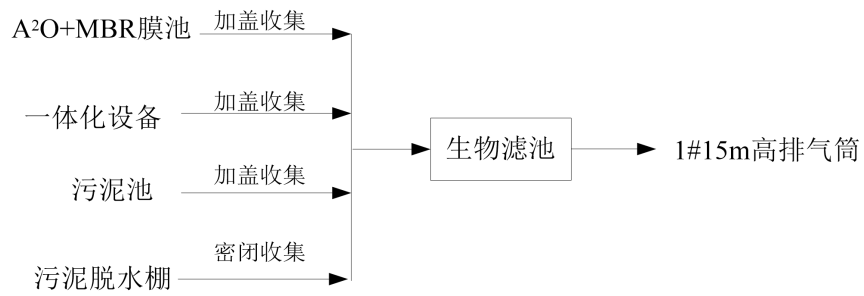 A²O+MBR膜池
加盖收集
一体化设备
加盖收集
污泥池
加盖收集
污泥脱水棚
密闭收集
生物滤池
1#15m高排气筒